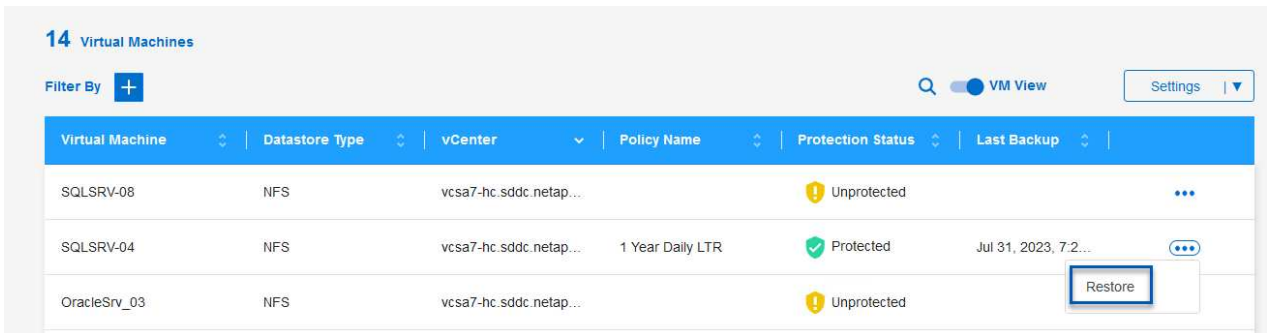 14 Virtual Machines
Filter By +
VM View
Settings
Virtual Machine Datastore Type vCenter Policy Name Protection Status Last Backup
SQLSRV-08 NFS vcsa7-hc.sddc.netap... Unprotected
SQLSRV-04 NFS vcsa7-hc.sddc.netap... 1 Year Daily LTR Protected Jul 31, 2023, 7:2...
Restore
OracleSrv_03 NFS vcsa7-hc.sddc.netap... Unprotected